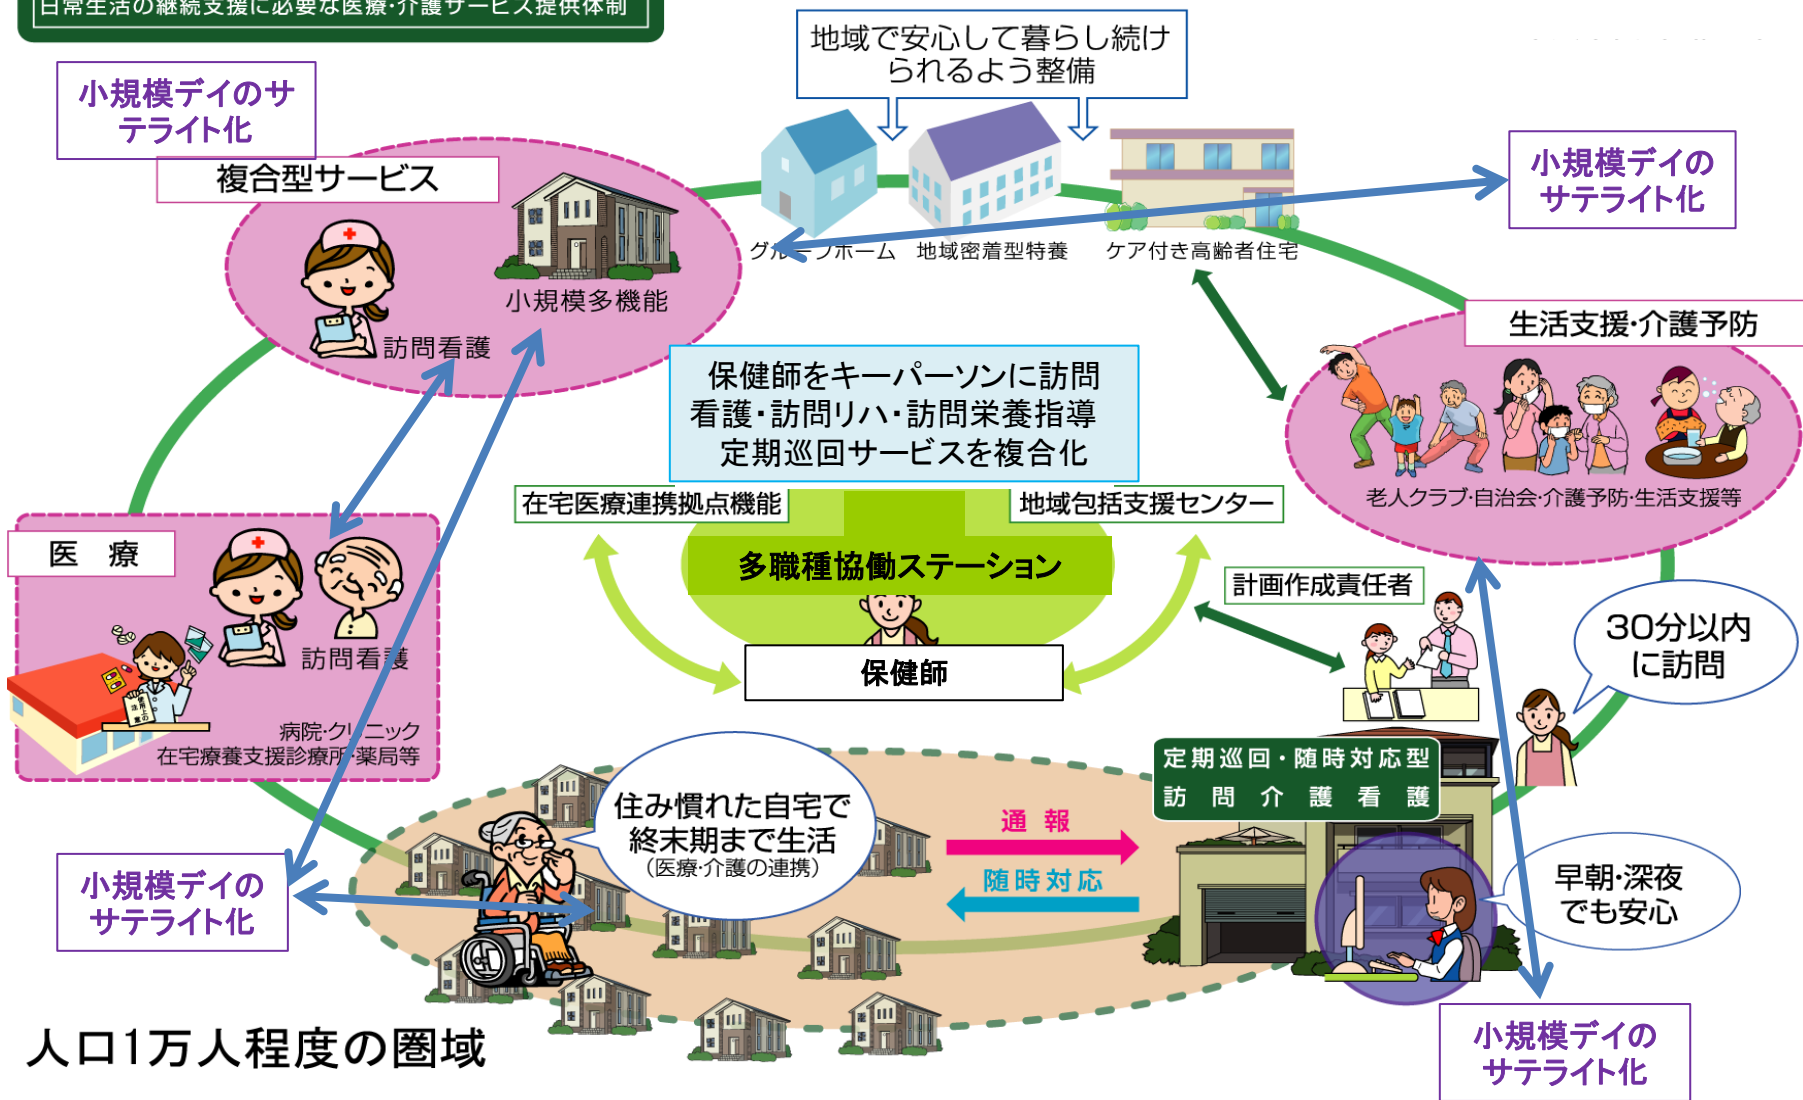 日常生活の継続支援に必要な医療・介護サービス提供体制
地域で安心して暮らし続け
られるよう整備
小規模デイのサ
テライト化
複合型サービス
小規模多機能
訪問看護
グループホーム
地域密着型特養
ケア付き高齢者住宅
小規模デイの
サテライト化
生活支援・介護予防
老人クラブ・自治会・介護予防・生活支援等
保健師をキーパーソンに訪問
看護・訪問リハ・訪問栄養指導
定期巡回サービスを複合化
在宅医療連携拠点機能
地域包括支援センター
多職種協働ステーション
保健師
医　療
訪問看護
使用上の
注意
病院・クリニック
在宅療養支援診療所・薬局等
計画作成責任者
30分以内
に訪問
定期巡回・随時対応型
訪問介護看護
住み慣れた自宅で
終末期まで生活
（医療・介護の連携）
通報
随時対応
早朝・深夜
でも安心
小規模デイの
サテライト化
小規模デイの
サテライト化
人口1万人程度の圏域